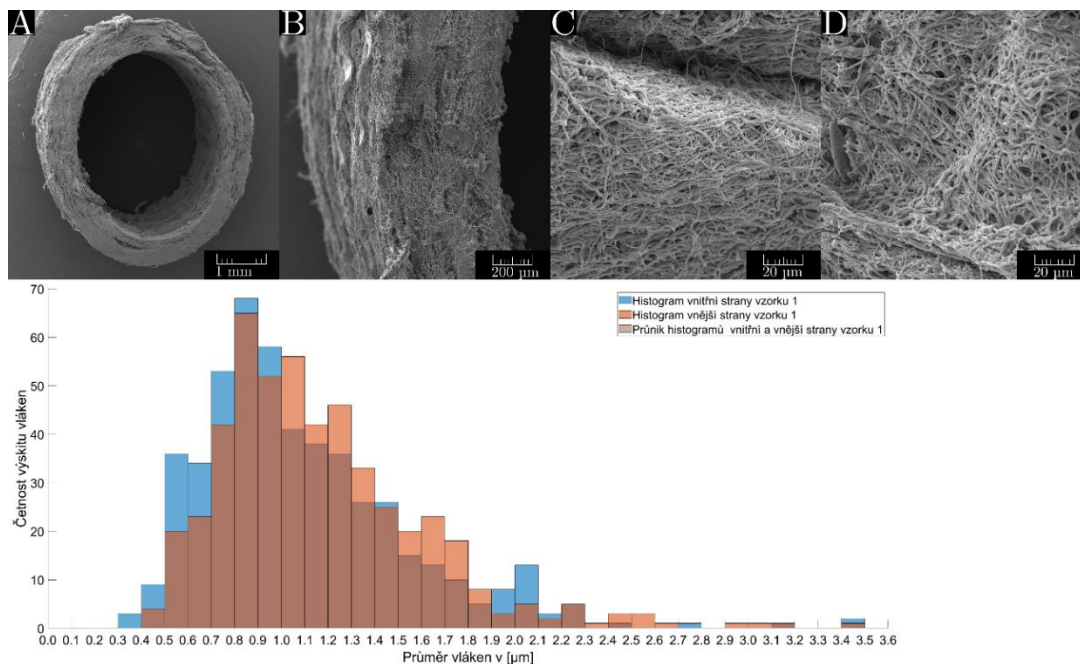 A
B
C
D
1 mm
200 µm
20 µm
20 µm
70
60
50
40
30
20
10
0
Četnost výskitu vláken
Histogram vnitřní strany vzorku 1
Histogram vnější strany vzorku 1
Průnik histogramů vnitřní a vnější strany vzorku 1
0.0 0.1 0.2 0.3 0.4 0.5 0.6 0.7 0.8 0.9 1.0 1.1 1.2 1.3 1.4 1.5 1.6 1.7 1.8 1.9 2.0 2.1 2.2 2.3 2.4 2.5 2.6 2.7 2.8 2.9 3.0 3.1 3.2 3.3 3.4 3.5 3.6
Průměr vláken v [µm]